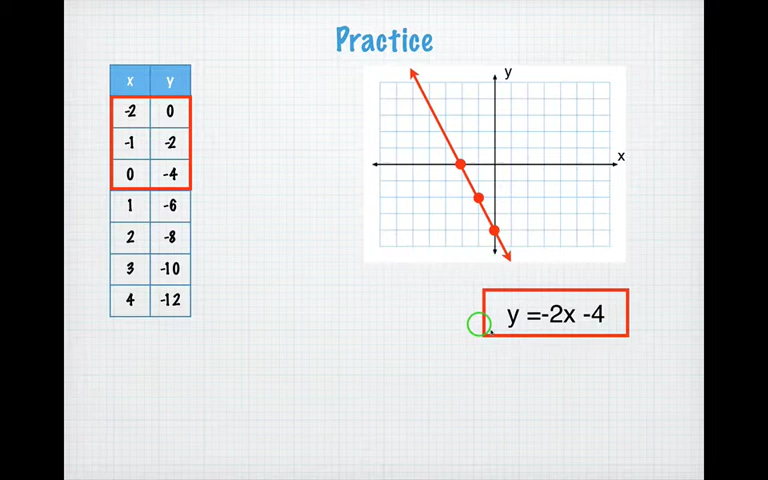 Practice
x y
-2 0
-1 -2
0 -4
1 -6
2 -8
3 -10
4 -12
y
x
y =-2x -4